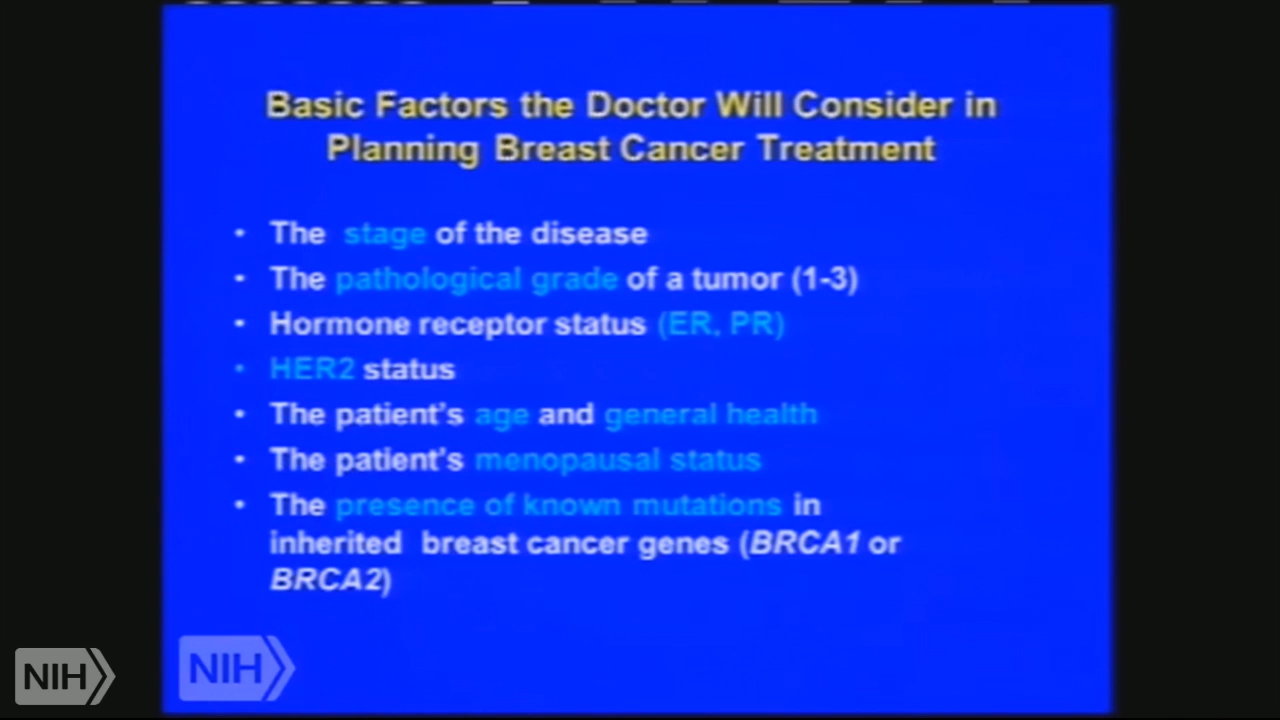 Basic Factors the Doctor Will Consider in
Planning Breast Cancer Treatment
• The stage of the disease
• The pathological grade of a tumor (1-3)
• Hormone receptor status (ER, PR)
• HER2 status
• The patient's age and general health
• The patient's menopausal status
• The presence of known mutations in
inherited breast cancer genes (BRCA1 or
BRCA2)
NIH
NIH